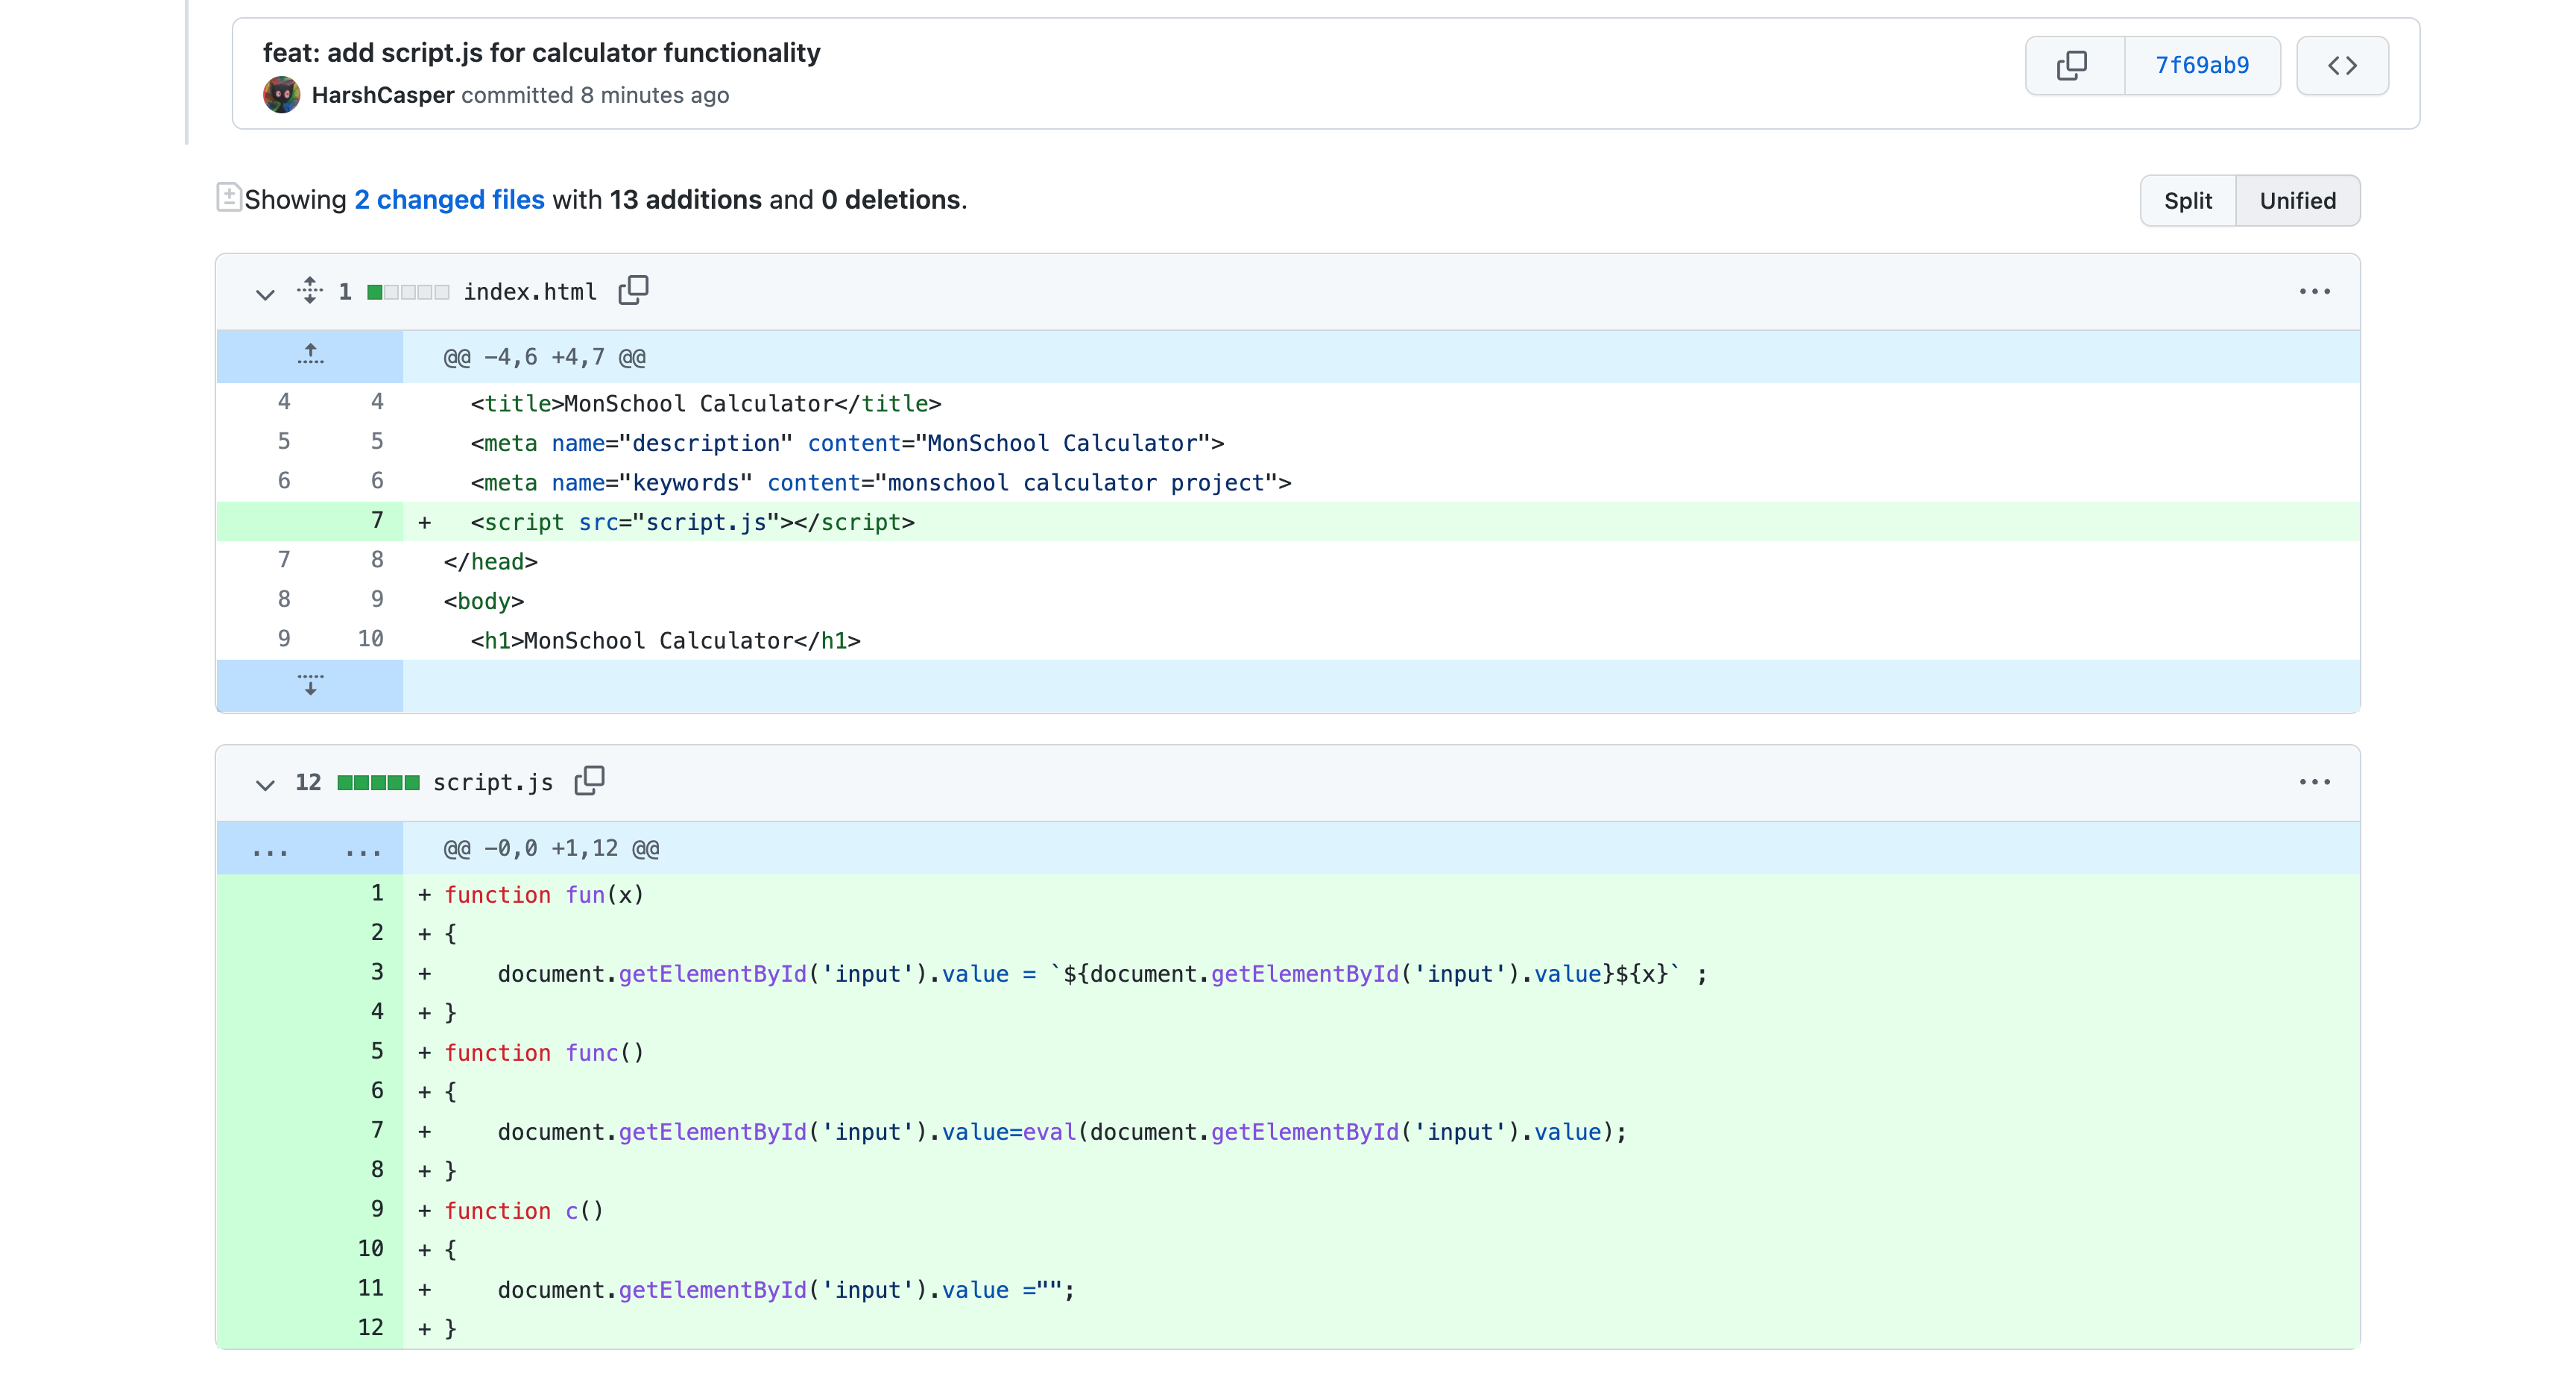 feat: add script.js for calculator functionality
HarshCasper committed 8 minutes ago
7f69ab9
Showing 2 changed files with 13 additions and 0 deletions.
Split Unified
1 index.html
@@ -4,6 +4,7 @@
4 4 <title>MonSchool Calculator</title>
5 5 <meta name="description" content="MonSchool Calculator">
6 6 <meta name="keywords" content="monschool calculator project">
7 + <script src="script.js"></script>
7 8 </head>
8 9 <body>
9 10 <h1>MonSchool Calculator</h1>
12 script.js
... ... @@ -0,0 +1,12 @@
1 + function fun(x)
2 + {
3 + document.getElementById('input').value = `${document.getElementById('input').value}${x}` ;
4 + }
5 + function func()
6 + {
7 + document.getElementById('input').value=eval(document.getElementById('input').value);
8 + }
9 + function c()
10 + {
11 + document.getElementById('input').value ="";
12 + }